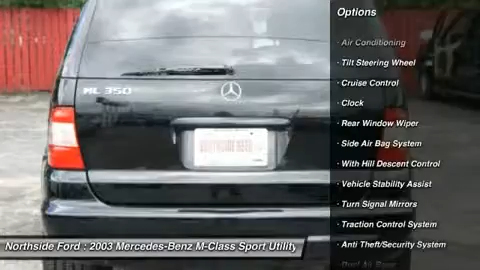 Options
· Air Conditioning
· Tilt Steering Wheel
· Cruise Control
· Clock
· Rear Window Wiper
· Side Air Bag System
· With Hill Descent Control
· Vehicle Stability Assist
· Turn Signal Mirrors
· Traction Control System
· Anti Theft/Security System
ML 350
Northside Ford : 2003 Mercedes-Benz M-Class Sport Utility